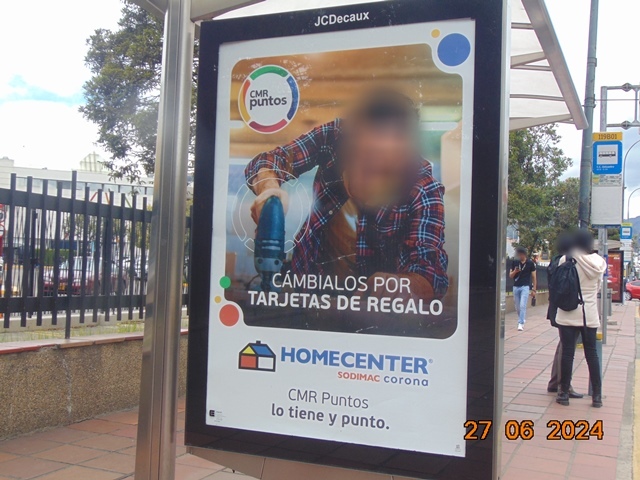 JCDecaux
CMR
puntos
CÁMBIALOS POR
TARJETAS DE REGALO
HOMECENTER
SODIMAC corona
CMR Puntos
lo tiene y punto.
27 06 2024